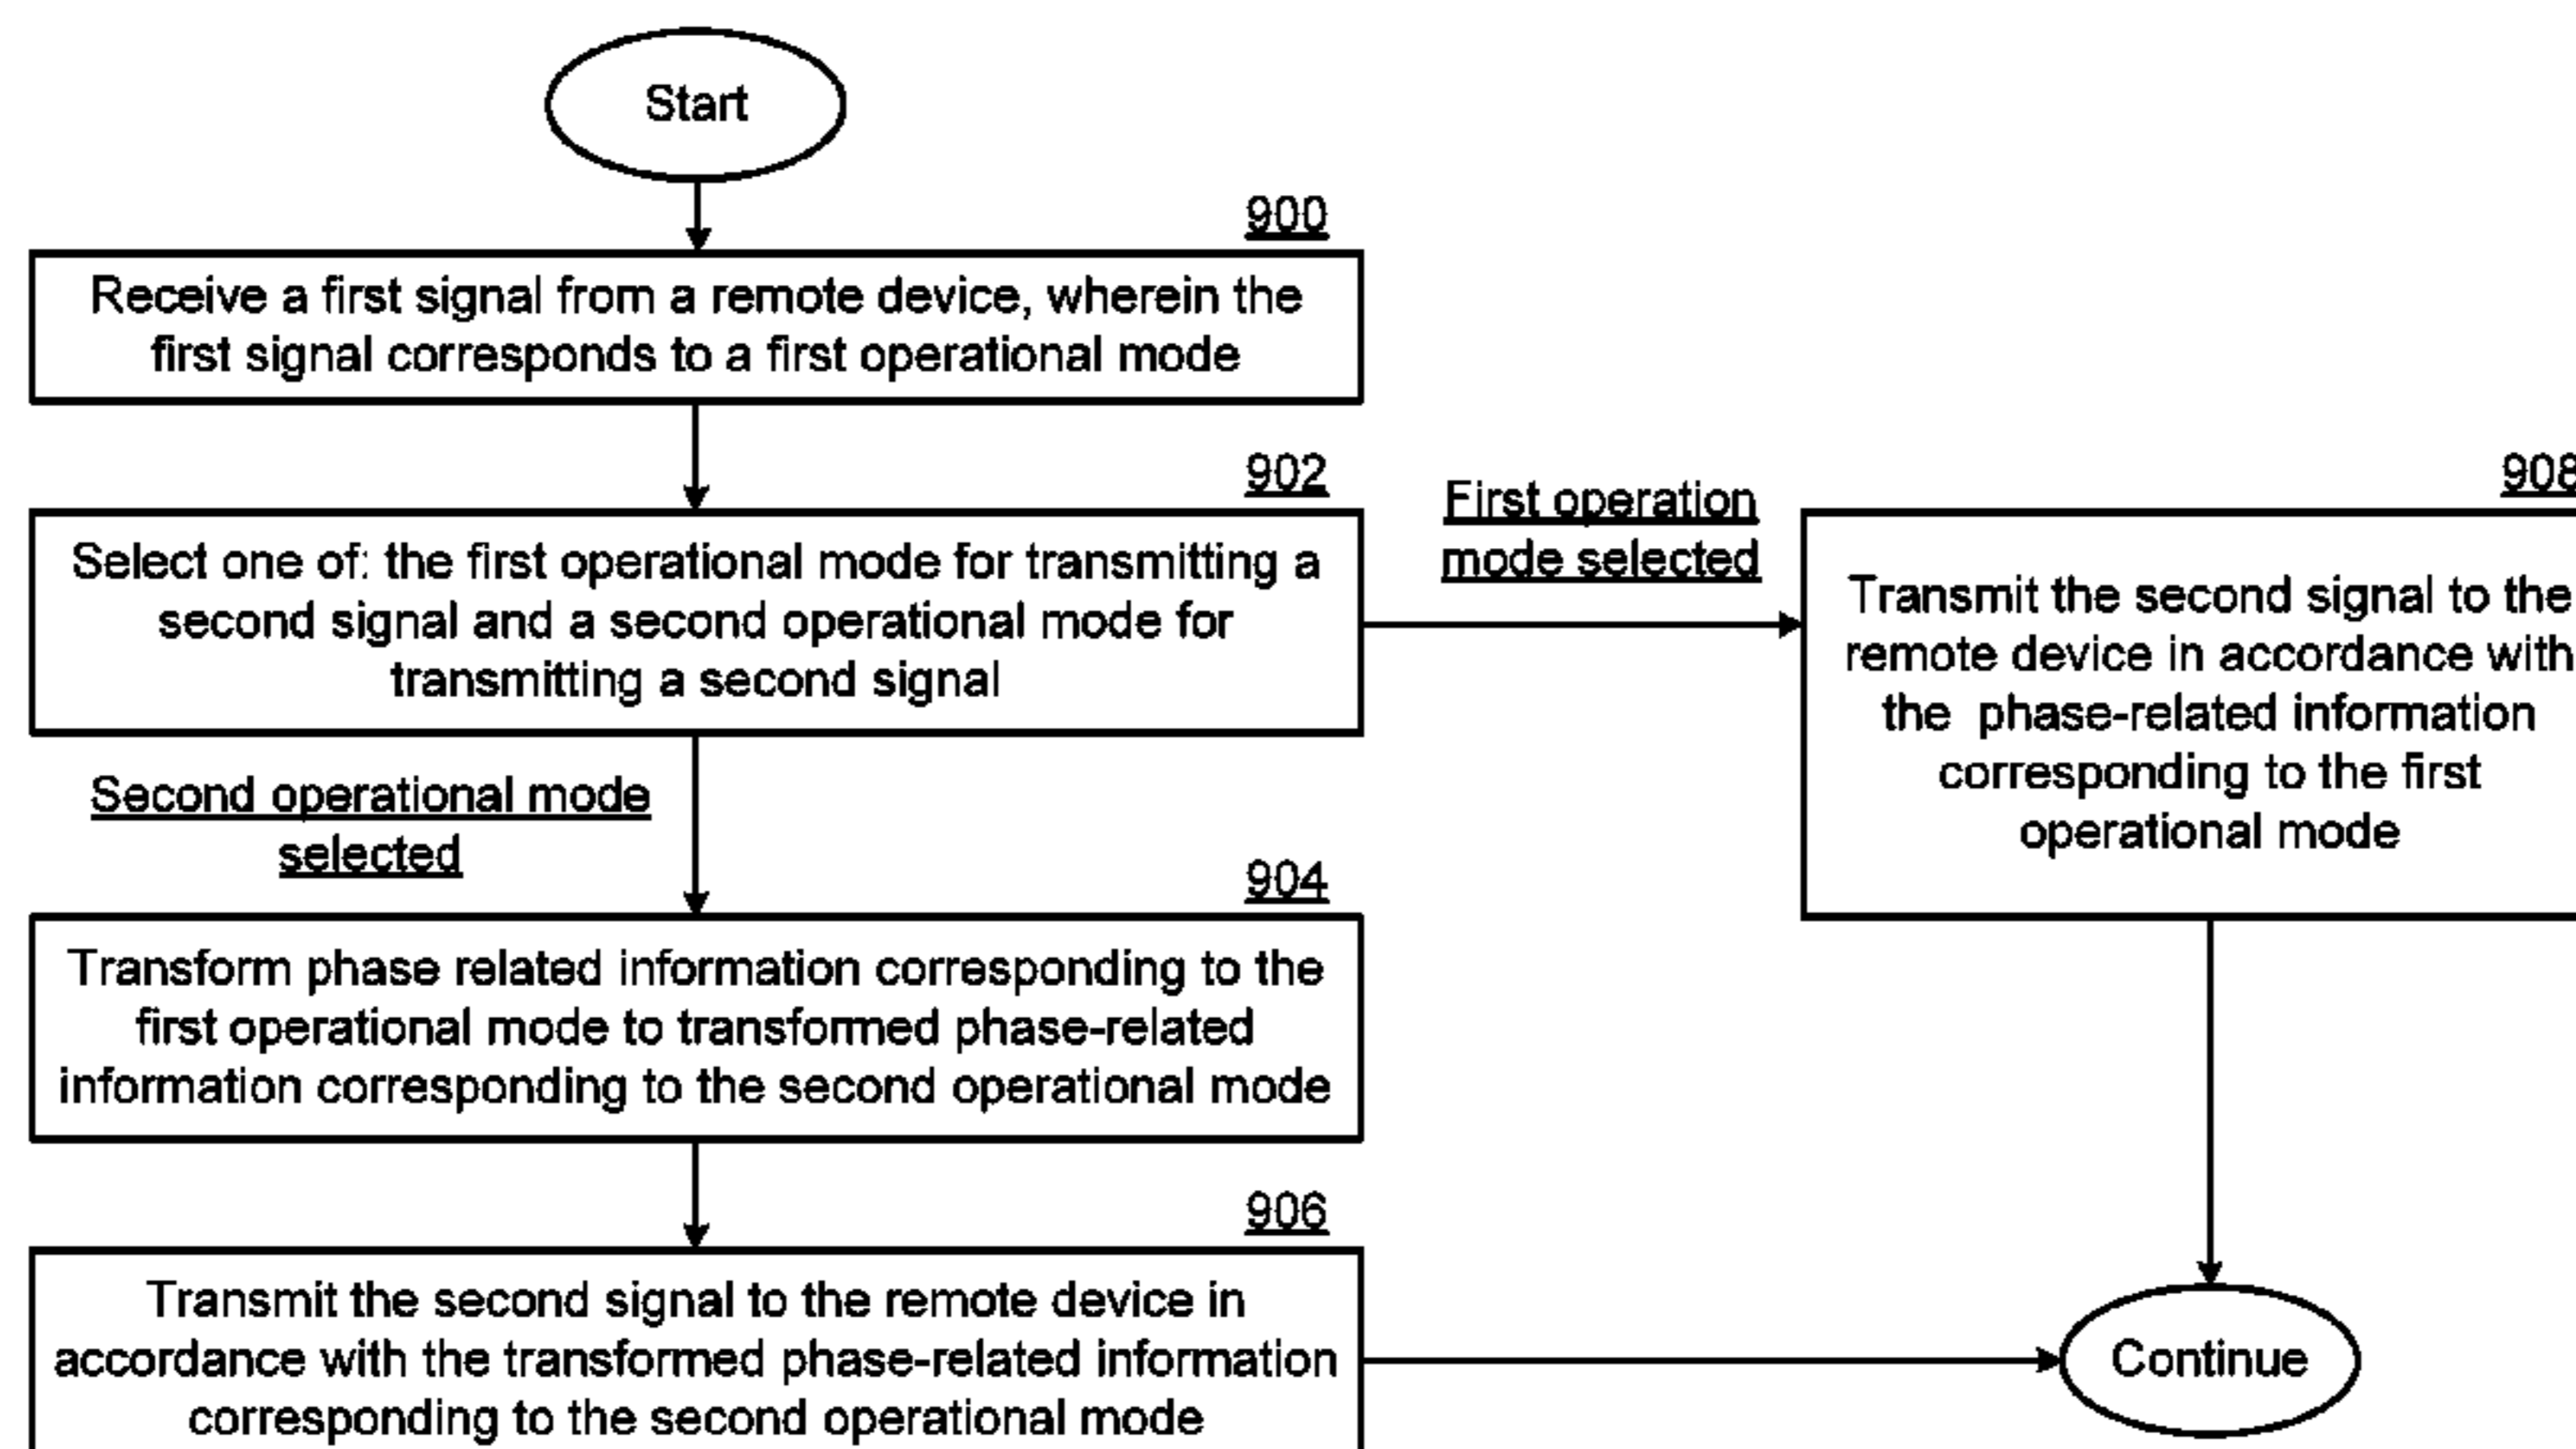 Start
900
Receive a first signal from a remote device, wherein the
first signal corresponds to a first operational mode
902
Select one of: the first operational mode for transmitting a
second signal and a second operational mode for
transmitting a second signal
First operation
mode selected
908
Transmit the second signal to the
remote device in accordance with
the phase-related information
corresponding to the first
operational mode
Second operational mode
selected
904
Transform phase related information corresponding to the
first operational mode to transformed phase-related
information corresponding to the second operational mode
906
Transmit the second signal to the remote device in
accordance with the transformed phase-related information
corresponding to the second operational mode
Continue